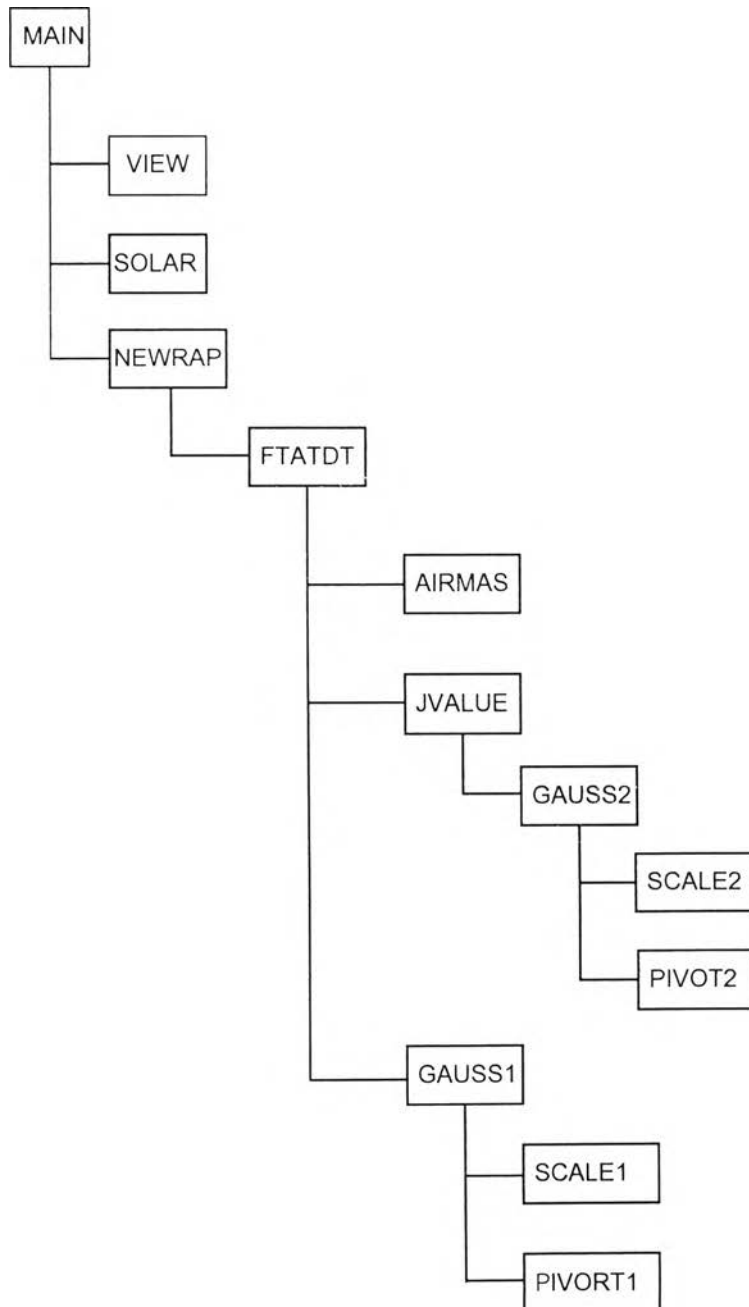 MAIN
VIEW
SOLAR
NEWRAP
FTATDT
AIRMAS
JVALUE
GAUSS2
SCALE2
PIVOT2
GAUSS1
SCALE1
PIVORT1